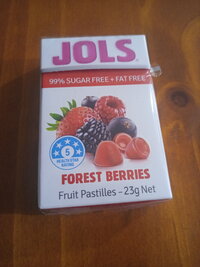 JOLS
99% SUGAR FREE + FAT FREE
5
HEALTH STAR
RATING
FOREST BERRIES
Fruit Pastilles - 23g Net